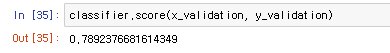 In [35]: classifier.score(x_validation, y_validation)
Out[35]: 0.7892376681614349